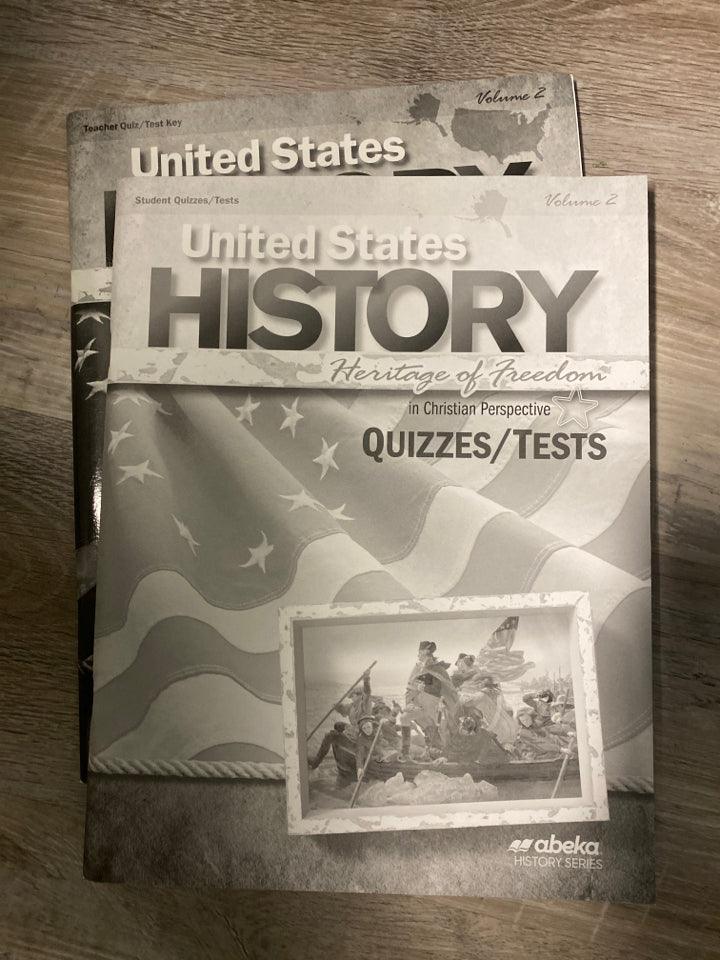 Teacher Quiz/Test Key
Volume 2
United States
Student Quizzes/Tests
Volume 2
United States
HISTORY
Heritage of Freedom
in Christian Perspective
QUIZZES/TESTS
abeka
HISTORY SERIES